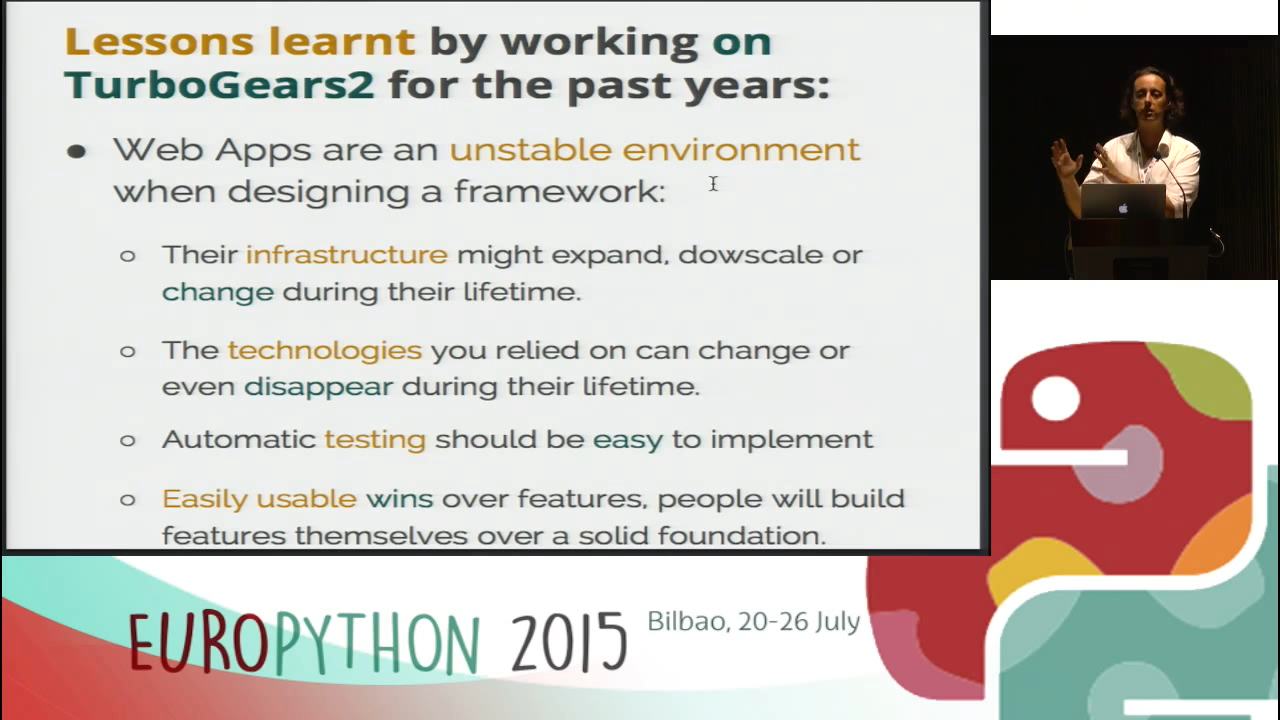 Lessons learnt by working on
TurboGears2 for the past years:
● Web Apps are an unstable environment
when designing a framework:
○ Their infrastructure might expand, dowscale or
change during their lifetime.
○ The technologies you relied on can change or
even disappear during their lifetime.
○ Automatic testing should be easy to implement
○ Easily usable wins over features, people will build
features themselves over a solid foundation.
EUROPYTHON 2015
Bilbao, 20-26 July